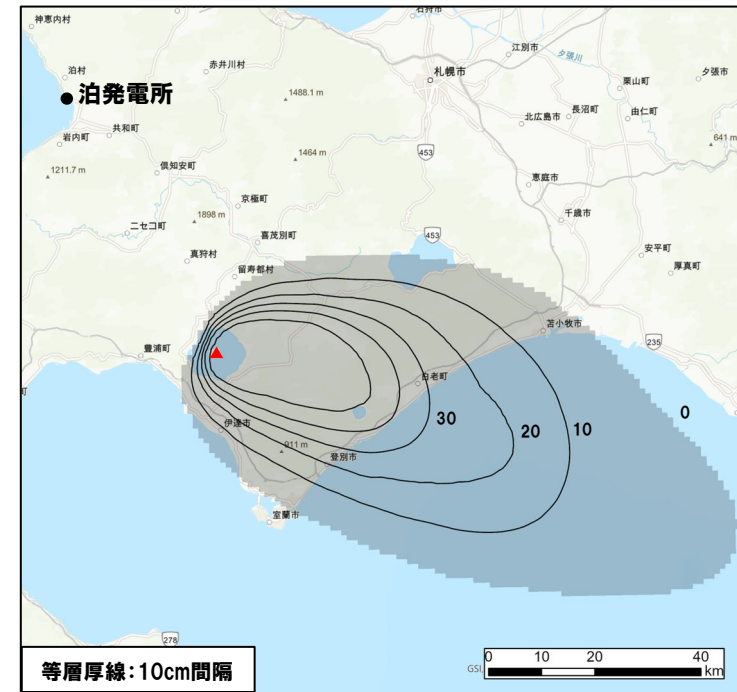 神恵内村
石狩市
江別市
夕張川
泊村
赤井川村
札幌市
栗山町
夕張市
泊発電所
1488.1 m
北広島市
長沼町
由仁町
共和町
岩内町
641 m
1464 m
453
倶知安町
1211.7 m
恵庭市
京極町
1898 m
千歳市
ニセコ町
喜茂別町
453
真狩村
安平町
留寿都村
厚真町
苫小牧市
235
豊浦町
白老町
0
30
20
10
伊達市
911 m
登別市
室蘭市
278
等層厚線:10cm間隔
GSI,
0 10 20 40
km